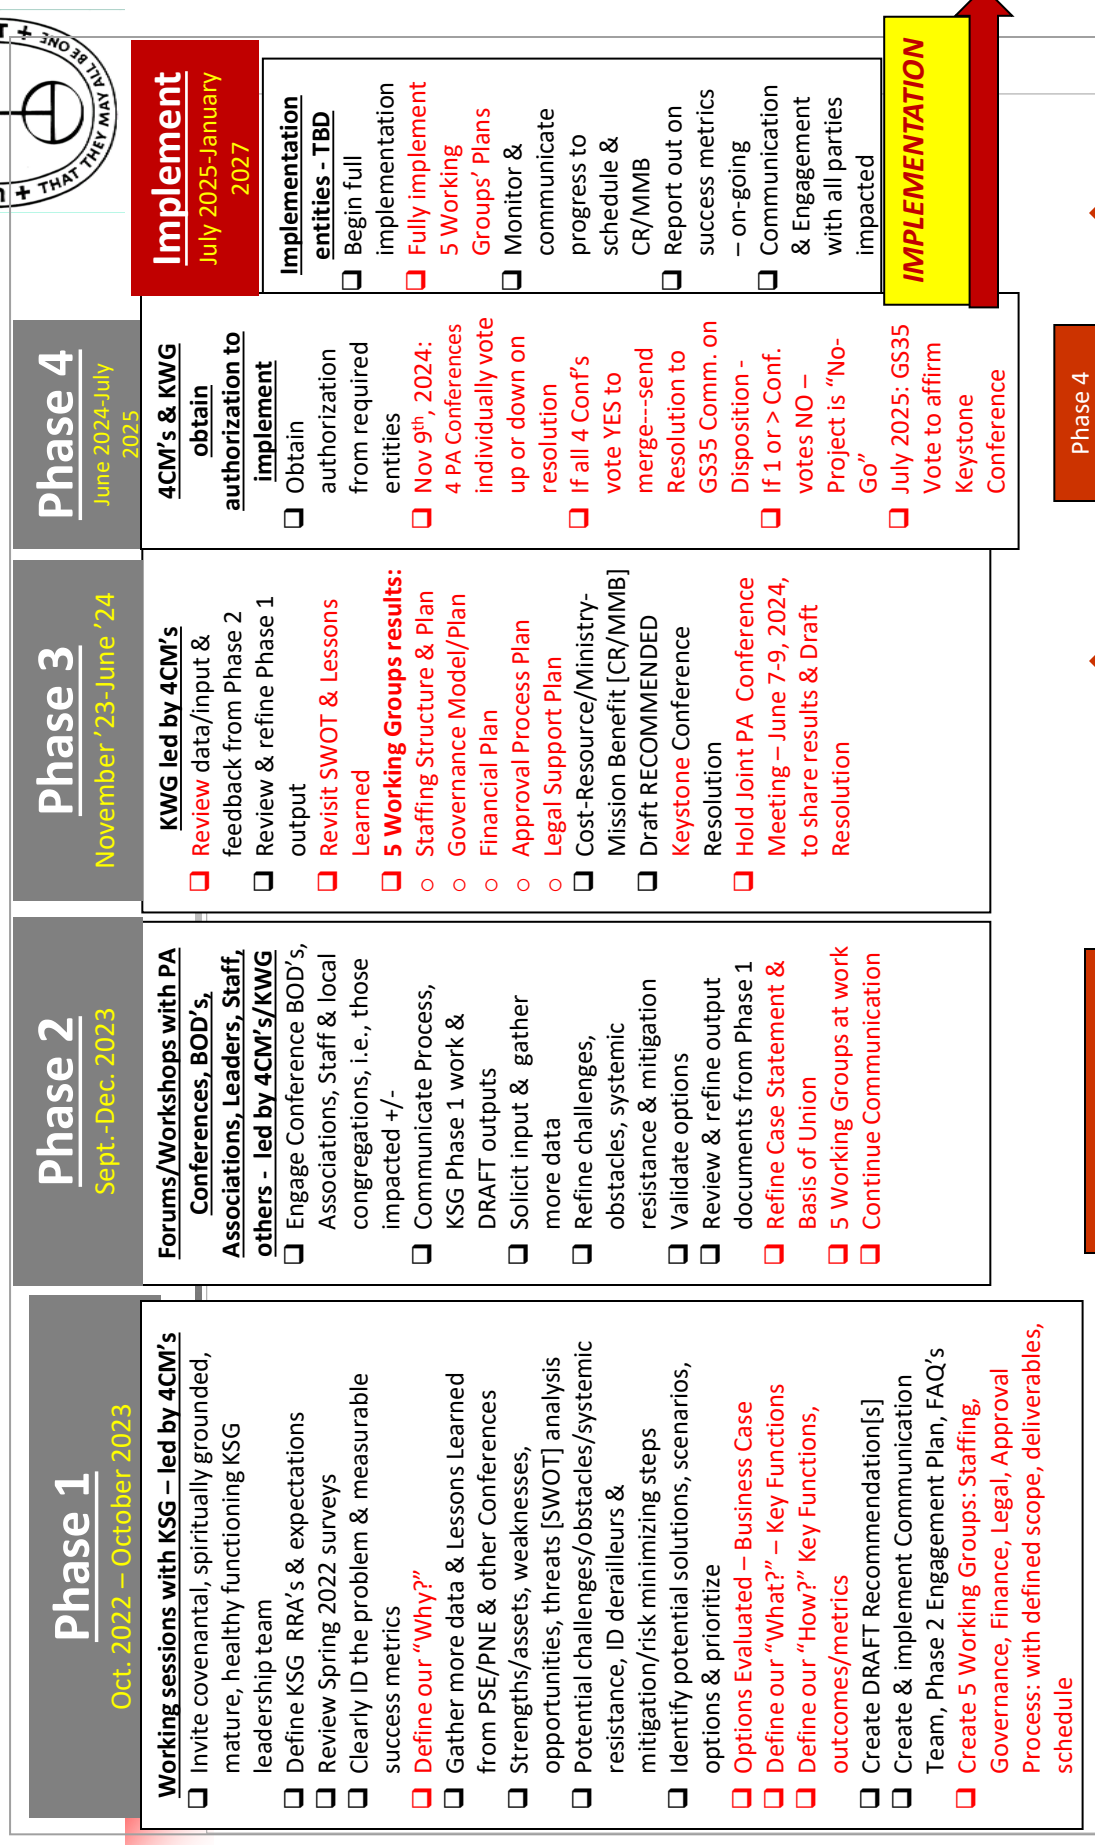 Phase 1
Oct. 2022 – October 2023
Working sessions with KSG – led by 4CM's
❑ Invite covenantal, spiritually grounded,
mature, healthy functioning KSG
leadership team
❑ Define KSG RRA's & expectations
❑ Review Spring 2022 surveys
❑ Clearly ID the problem & measurable
success metrics
❑ Define our “Why?”
❑ Gather more data & Lessons Learned
from PSE/PNE & other Conferences
❑ Strengths/assets, weaknesses,
opportunities, threats [SWOT] analysis
❑ Potential challenges/obstacles/systemic
resistance, ID derailleurs &
mitigation/risk minimizing steps
❑ Identify potential solutions, scenarios,
options & prioritize
❑ Options Evaluated – Business Case
❑ Define our “What?” – Key Functions
❑ Define our “How?” Key Functions,
outcomes/metrics
❑ Create DRAFT Recommendation[s]
❑ Create & implement Communication
Team, Phase 2 Engagement Plan, FAQ's
❑ Create 5 Working Groups: Staffing,
Governance, Finance, Legal, Approval
Process: with defined scope, deliverables,
schedule
Phase 2
Sept.-Dec. 2023
Forums/Workshops with PA
Conferences, BOD's,
Associations, Leaders, Staff,
others - led by 4CM's/KWG
❑ Engage Conference BOD's,
Associations, Staff & local
congregations, i.e., those
impacted +/-
❑ Communicate Process,
KSG Phase 1 work &
DRAFT outputs
❑ Solicit input & gather
more data
❑ Refine challenges,
obstacles, systemic
resistance & mitigation
❑ Validate options
❑ Review & refine output
documents from Phase 1
❑ Refine Case Statement &
Basis of Union
❑ 5 Working Groups at work
❑ Continue Communication
Phase 3
November '23-June '24
KWG led by 4CM's
❑ Review data/input &
feedback from Phase 2
❑ Review & refine Phase 1
output
❑ Revisit SWOT & Lessons
Learned
❑ 5 Working Groups results:
○ Staffing Structure & Plan
○ Governance Model/Plan
○ Financial Plan
○ Approval Process Plan
○ Legal Support Plan
❑ Cost-Resource/Ministry-
Mission Benefit [CR/MMB]
❑ Draft RECOMMENDED
Keystone Conference
Resolution
❑ Hold Joint PA Conference
Meeting – June 7-9, 2024,
to share results & Draft
Resolution
Phase 4
June 2024-July
2025
4CM's & KWG
obtain
authorization to
implement
❑ Obtain
authorization
from required
entities
❑ Nov 9th, 2024:
4 PA Conferences
individually vote
up or down on
resolution
❑ If all 4 Conf's
vote YES to
merge---send
Resolution to
GS35 Comm. on
Disposition -
❑ If 1 or > Conf.
votes NO –
Project is “No-
Go”
❑ July 2025: GS35
Vote to affirm
Keystone
Conference
Implement
July 2025-January
2027
Implementation
entities - TBD
❑ Begin full
implementation
❑ Fully implement
5 Working
Groups' Plans
❑ Monitor &
communicate
progress to
schedule &
CR/MMB
❑ Report out on
success metrics
– on-going
❑ Communication
& Engagement
with all parties
impacted
IMPLEMENTATION
Phase 4
THAT THEY MAY ALL BE ONE